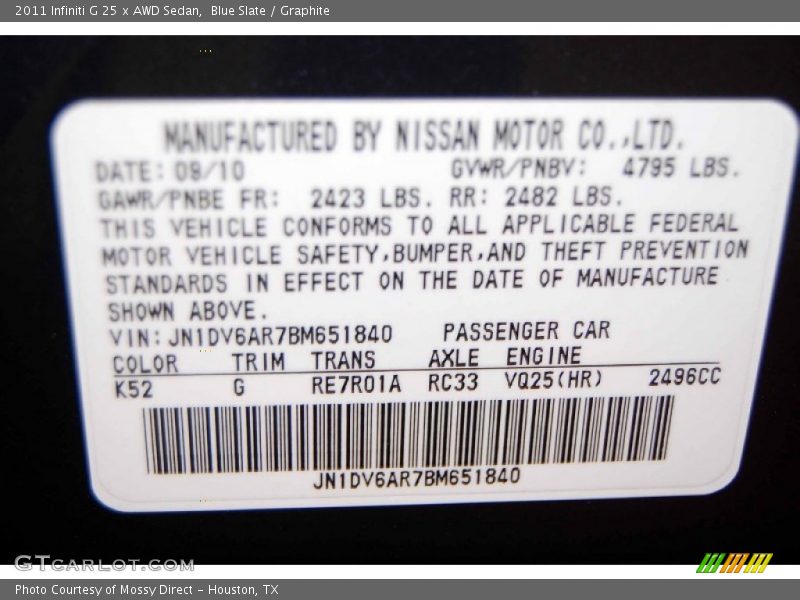 2011 Infiniti G 25 x AWD Sedan,  Blue Slate / Graphite
MANUFACTURED BY NISSAN MOTOR CO.,LTD.
DATE: 09/10 GVWR/PNBV: 4795 LBS.
GAWR/PNBE FR: 2423 LBS. RR: 2482 LBS.
THIS VEHICLE CONFORMS TO ALL APPLICABLE FEDERAL
MOTOR VEHICLE SAFETY,BUMPER,AND THEFT PREVENTION
STANDARDS IN EFFECT ON THE DATE OF MANUFACTURE
SHOWN ABOVE.
VIN:JN1DV6AR7BM651840 PASSENGER CAR
COLOR TRIM TRANS AXLE ENGINE
K52 G RE7R01A RC33 VQ25(HR) 2496CC
JN1DV6AR7BM651840
GTCARLOT.COM
Photo Courtesy of Mossy Direct - Houston, TX